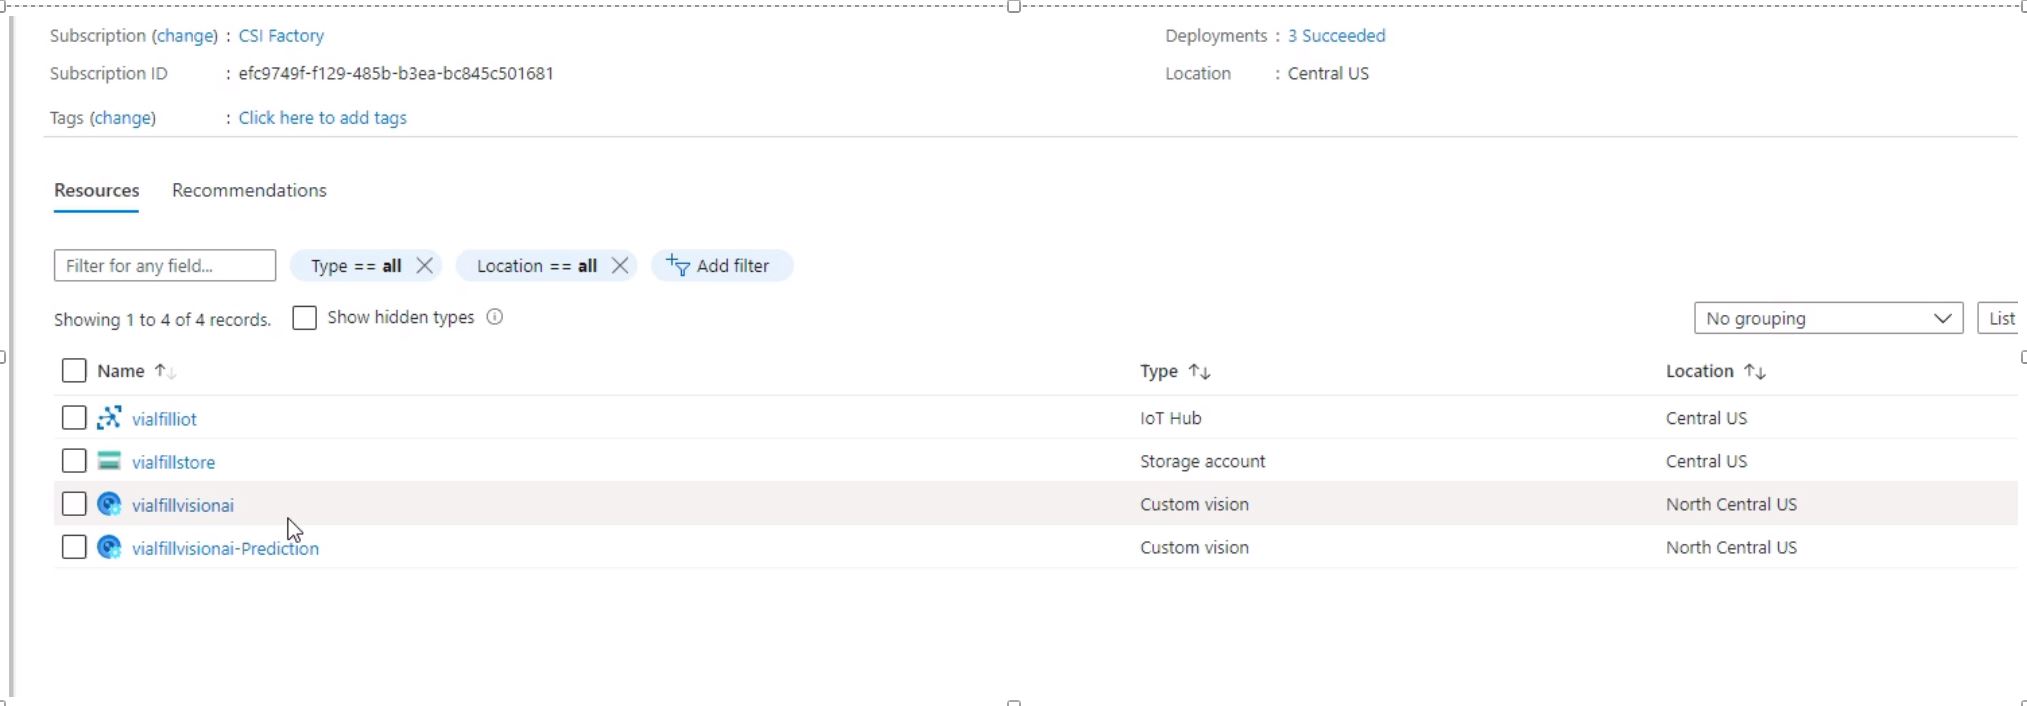 Subscription (change) : CSI Factory Deployments : 3 Succeeded
Subscription ID : efc9749f-f129-485b-b3ea-bc845c501681 Location : Central US
Tags (change) : Click here to add tags
Resources Recommendations
Filter for any field... Type == all Location == all Add filter
Showing 1 to 4 of 4 records. Show hidden types No grouping List
Name Type Location
vialfilliot IoT Hub Central US
vialfillstore Storage account Central US
vialfillvisionai Custom vision North Central US
vialfillvisionai-Prediction Custom vision North Central US